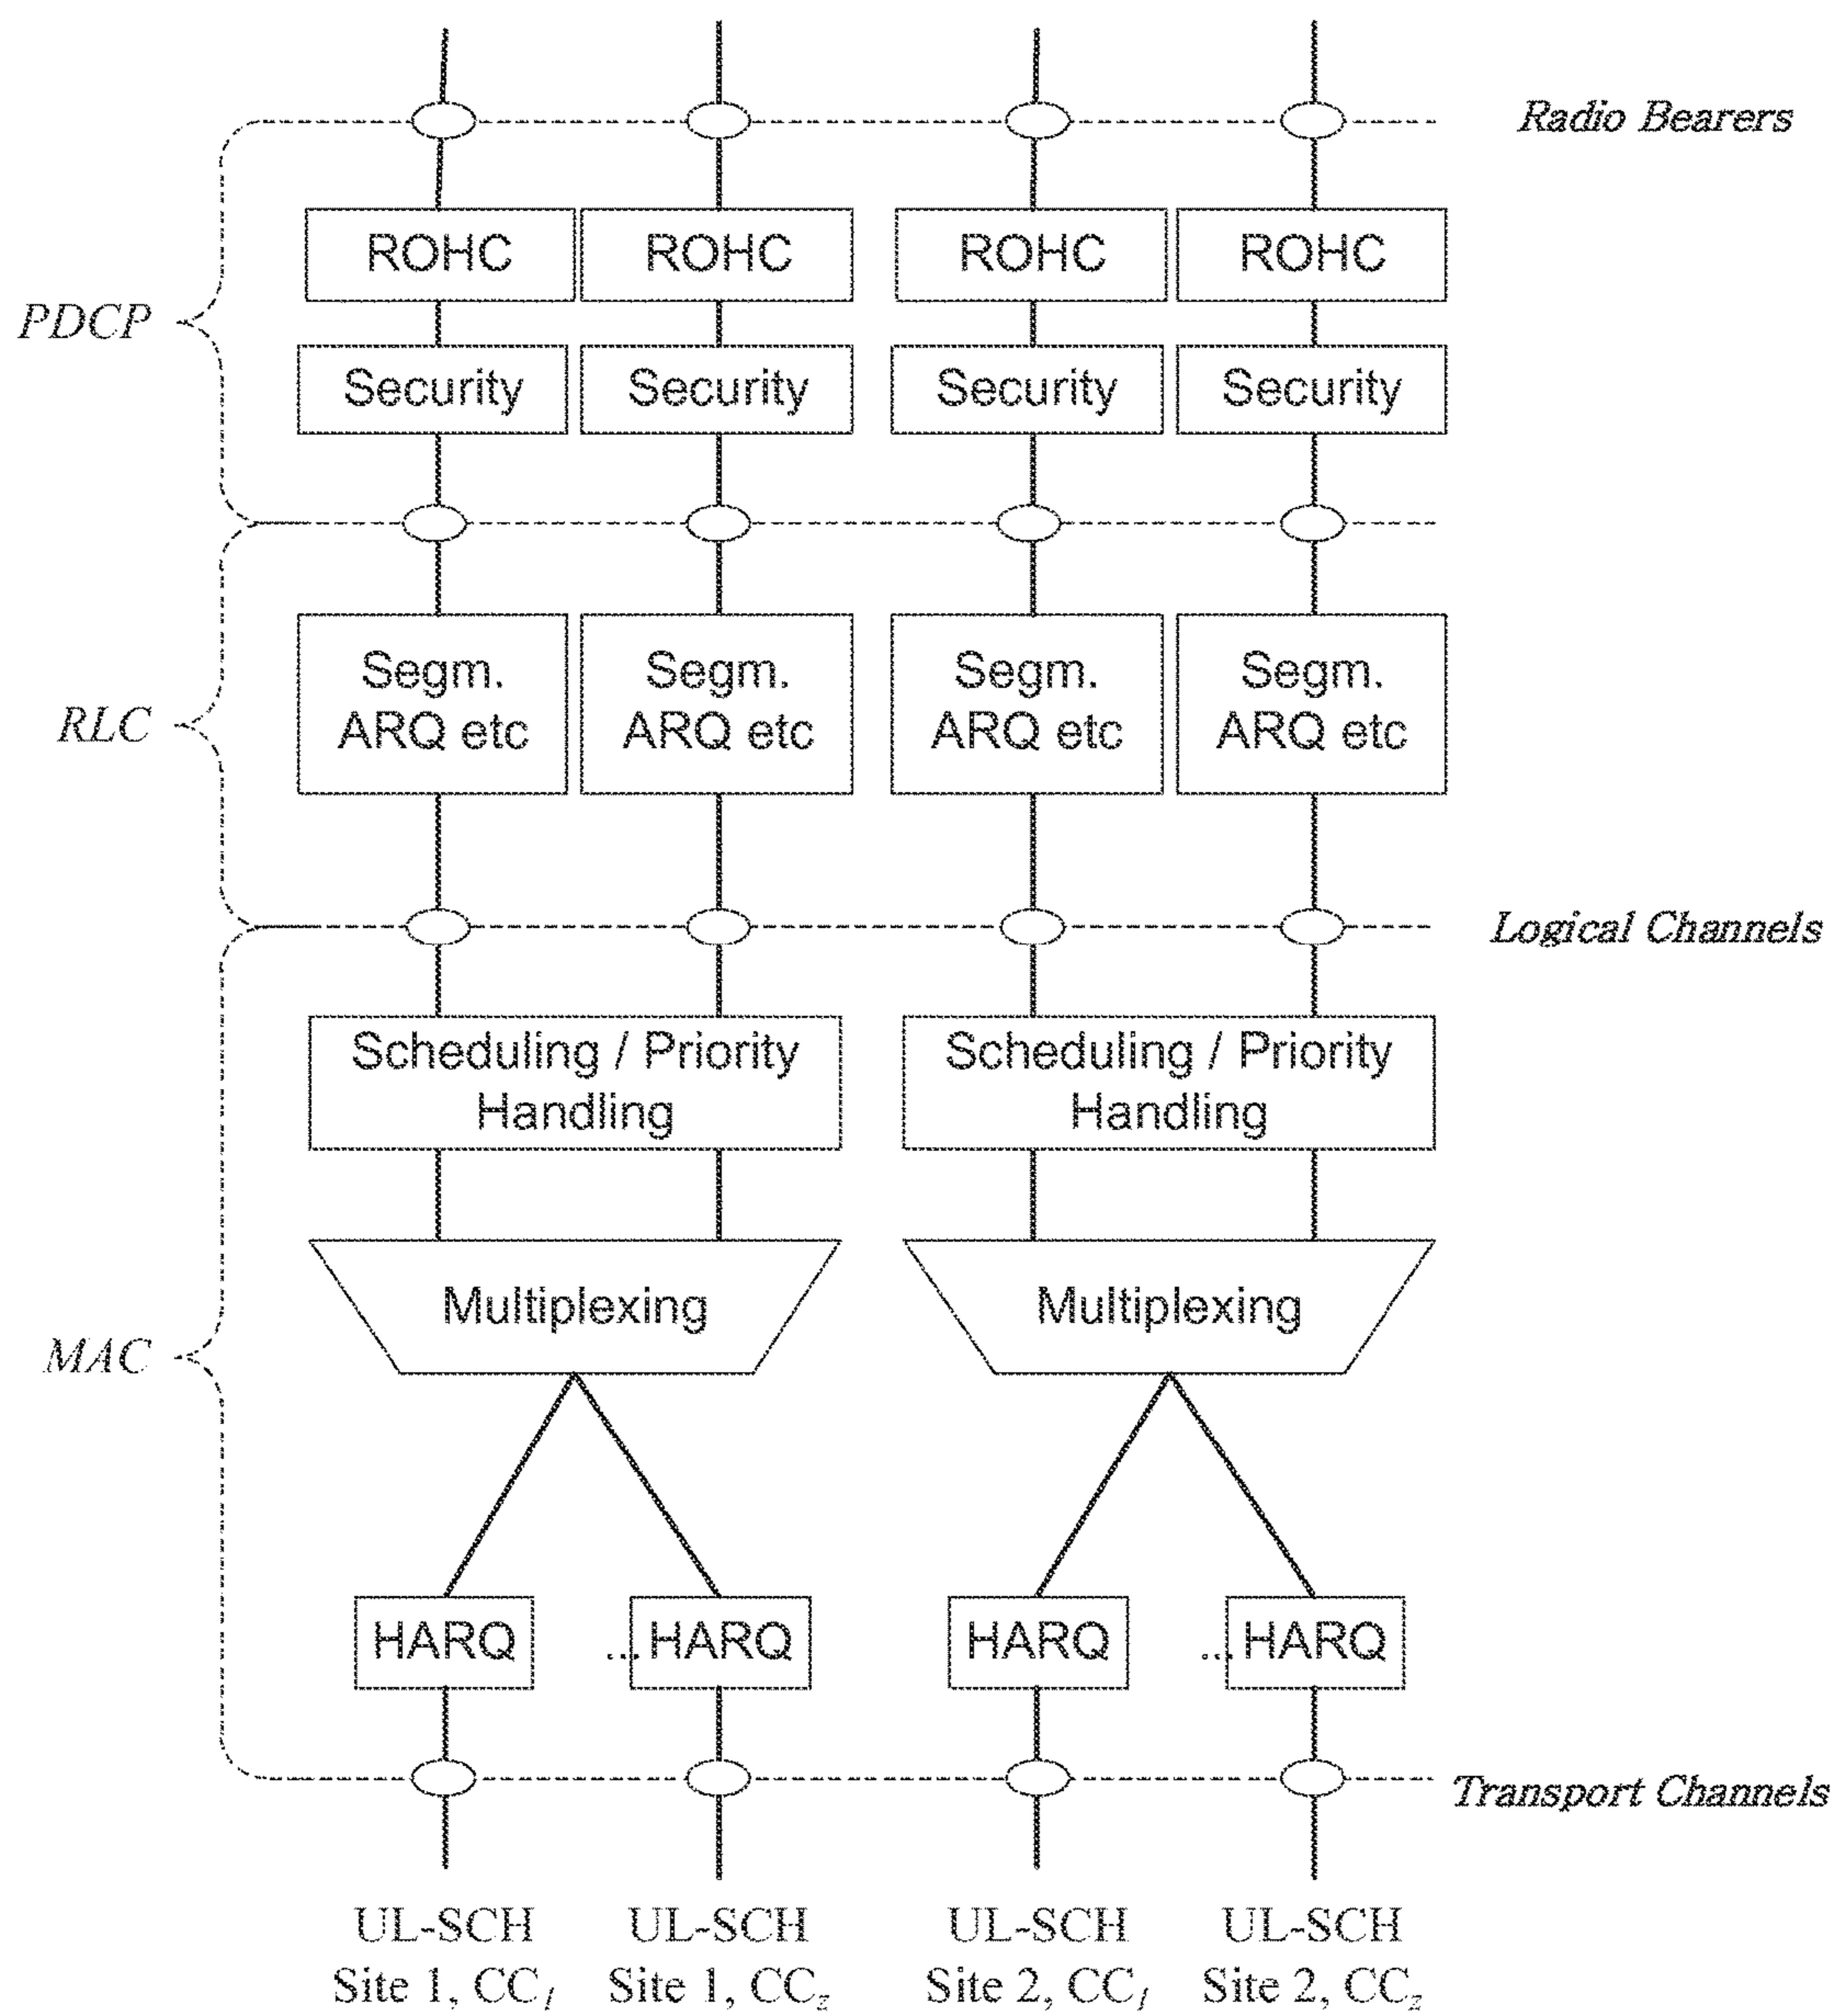 Radio Bearers
ROHC ROHC ROHC ROHC
PDCP
Security Security Security Security
Segm. Segm. Segm. Segm.
RLC
ARQ etc ARQ etc ARQ etc ARQ etc
Logical Channels
Scheduling / Priority Scheduling / Priority
Handling Handling
Multiplexing Multiplexing
MAC
HARQ ... HARQ HARQ ... HARQ
Transport Channels
UL-SCH UL-SCH UL-SCH UL-SCH
Site 1, CC1 Site 1, CCz Site 2, CC1 Site 2, CCz